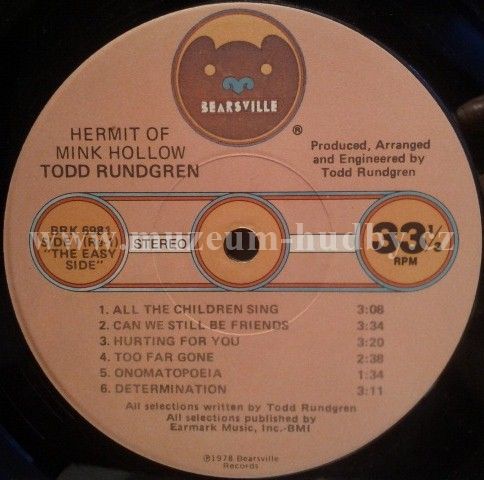 BEARSVILLE
®
HERMIT OF
MINK HOLLOW
TODD RUNDGREN
Produced, Arranged
and Engineered by
Todd Rundgren
BRK 6981
"THE EASY
SIDE"
STEREO
33⅓
RPM
www.muzeum-hudby.cz
1. ALL THE CHILDREN SING 3:08
2. CAN WE STILL BE FRIENDS 3:34
3. HURTING FOR YOU 3:20
4. TOO FAR GONE 2:38
5. ONOMATOPOEIA 1:34
6. DETERMINATION 3:11
All selections written by Todd Rundgren
All selections published by
Earmark Music, Inc.-BMI
℗1978 Bearsville
Records